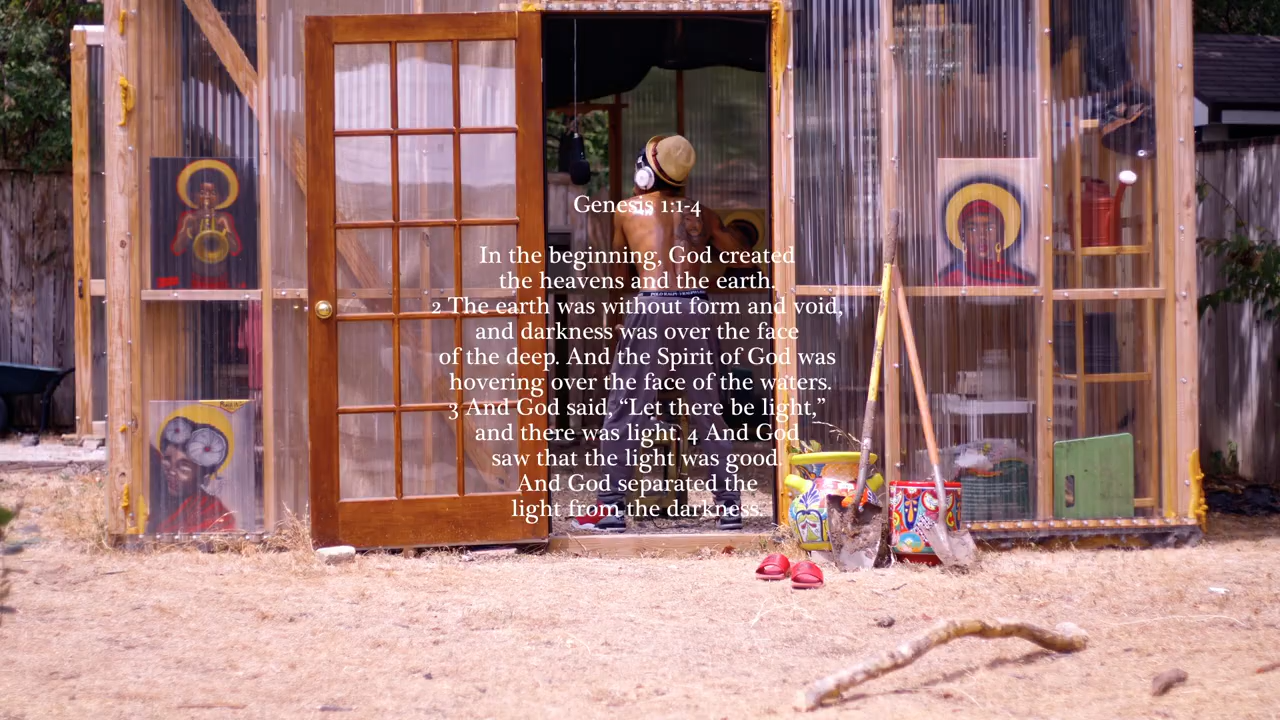 Genesis 1:1-4
In the beginning, God created
the heavens and the earth.
2 The earth was without form and void,
and darkness was over the face
of the deep. And the Spirit of God was
hovering over the face of the waters.
3 And God said, “Let there be light,”
and there was light. 4 And God
saw that the light was good.
And God separated the
light from the darkness.